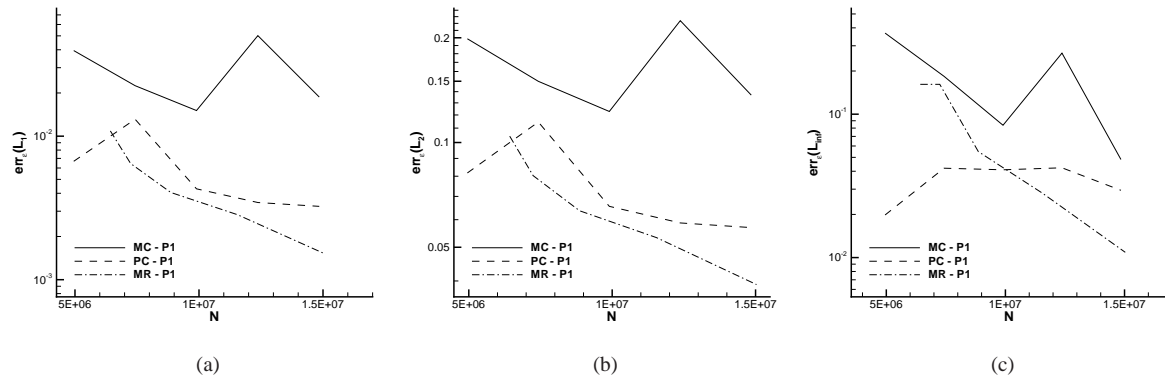 err_ε(L_1)
10^-2
10^-3
MC - P1
PC - P1
MR - P1
5E+06
1E+07
1.5E+07
N
(a)
err_ε(L_2)
0.2
0.15
0.1
0.05
MC - P1
PC - P1
MR - P1
5E+06
1E+07
1.5E+07
N
(b)
err_ε(L_inf)
10^-1
10^-2
MC - P1
PC - P1
MR - P1
5E+06
1E+07
1.5E+07
N
(c)